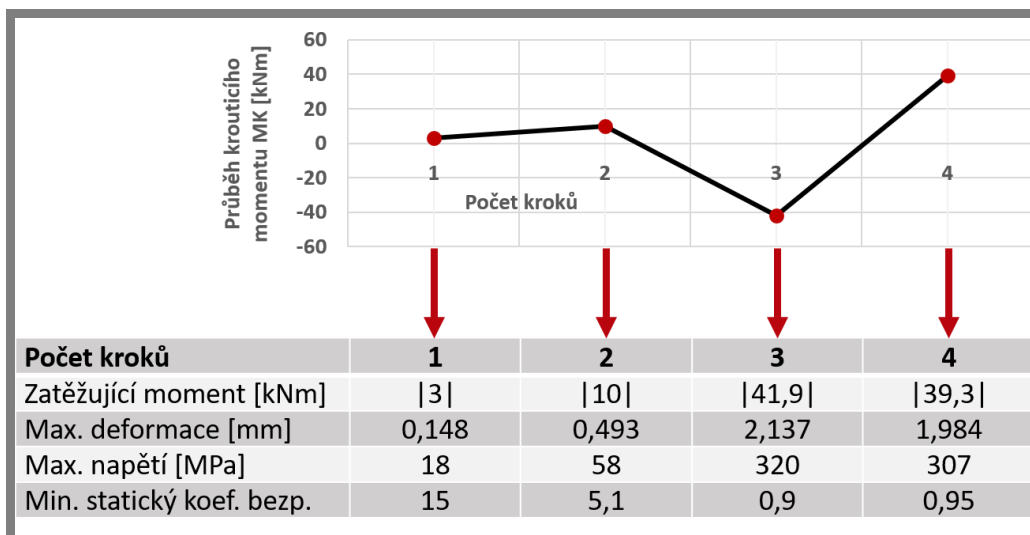 Průběh krouticího
momentu MK [kNm]
60
40
20
0
-20
-40
-60
1 2 3 4
Počet kroků
Počet kroků 1 2 3 4
Zatěžující moment [kNm] |3| |10| |41,9| |39,3|
Max. deformace [mm] 0,148 0,493 2,137 1,984
Max. napětí [MPa] 18 58 320 307
Min. statický koef. bezp. 15 5,1 0,9 0,95